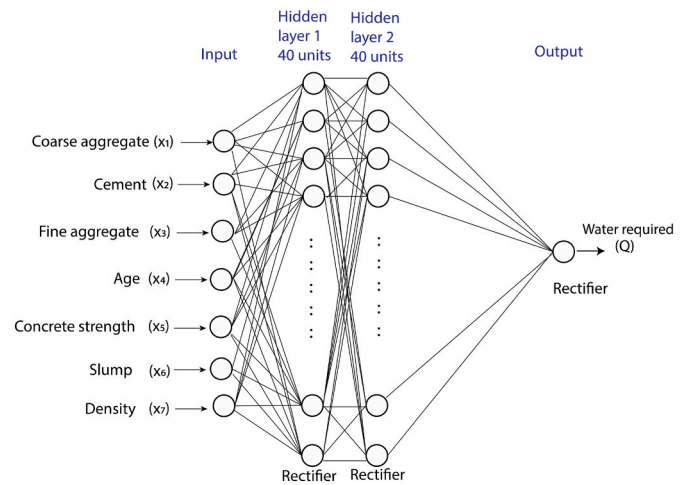 Hidden
layer 1
40 units
Hidden
layer 2
40 units
Input
Output
Coarse aggregate (x₁)
Cement (x₂)
Fine aggregate (x₃)
Age (x₄)
Concrete strength (x₅)
Slump (x₆)
Density (x₇)
Water required
(Q)
Rectifier
Rectifier
Rectifier